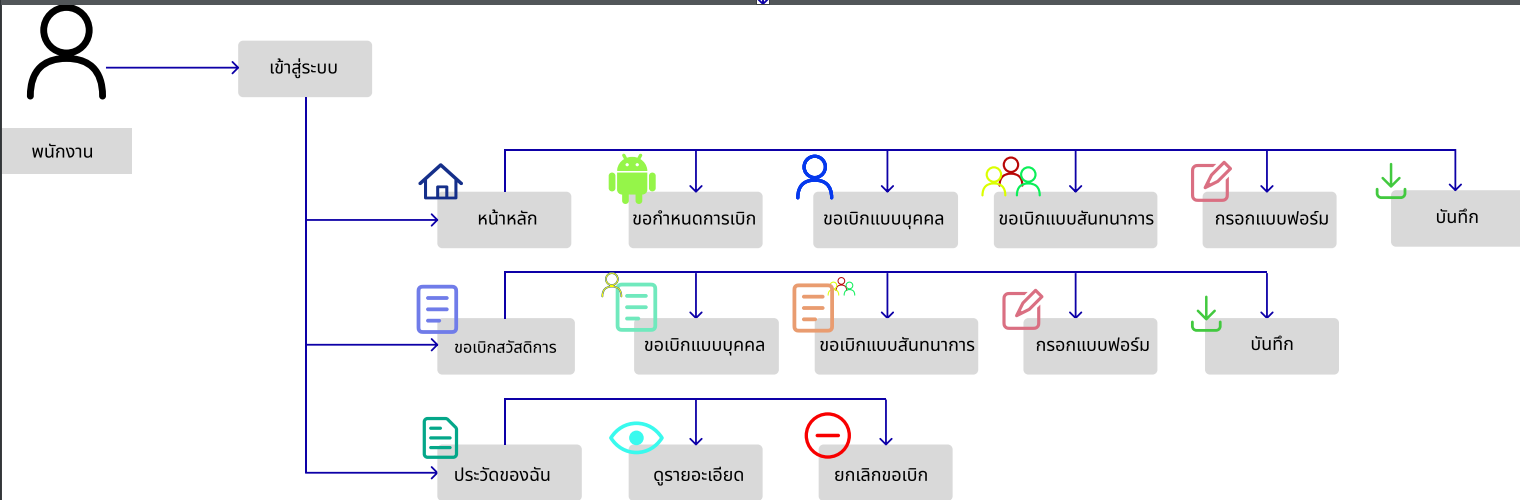 เข้าสู่ระบบ
พนักงาน
หน้าหลัก
ขอกำหนดการเบิก
ขอเบิกแบบบุคคล
ขอเบิกแบบสันทนาการ
กรอกแบบฟอร์ม
บันทึก
ขอเบิกสวัสดิการ
ขอเบิกแบบบุคคล
ขอเบิกแบบสันทนาการ
กรอกแบบฟอร์ม
บันทึก
ประวัดของฉัน
ดูรายอะเอียด
ยกเลิกขอเบิก